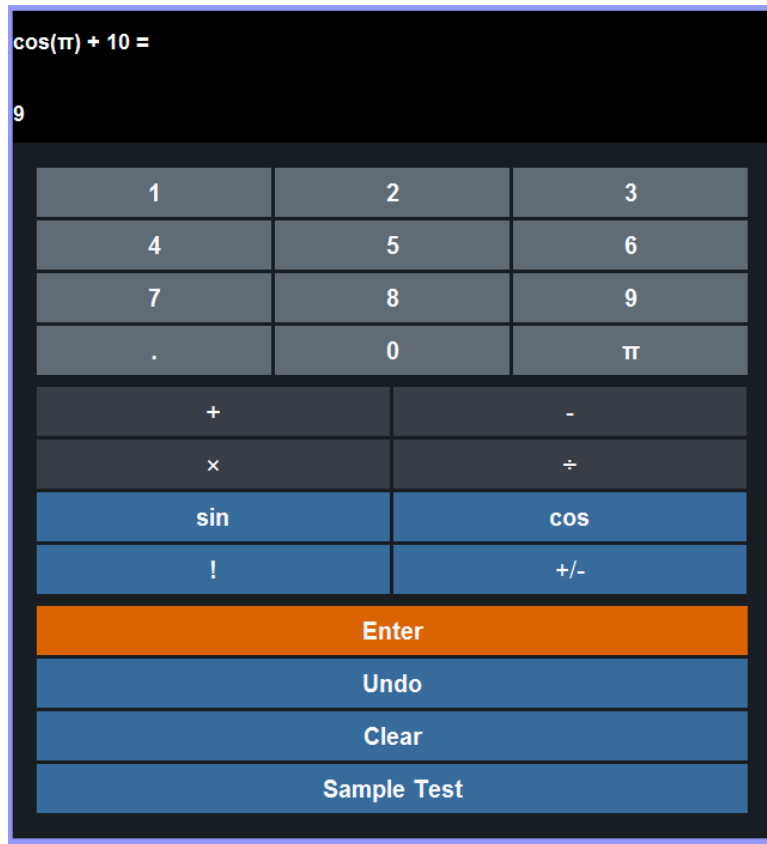 cos(π) + 10 =
9
1 2 3
4 5 6
7 8 9
. 0 π
+ -
× ÷
sin cos
! +/-
Enter
Undo
Clear
Sample Test